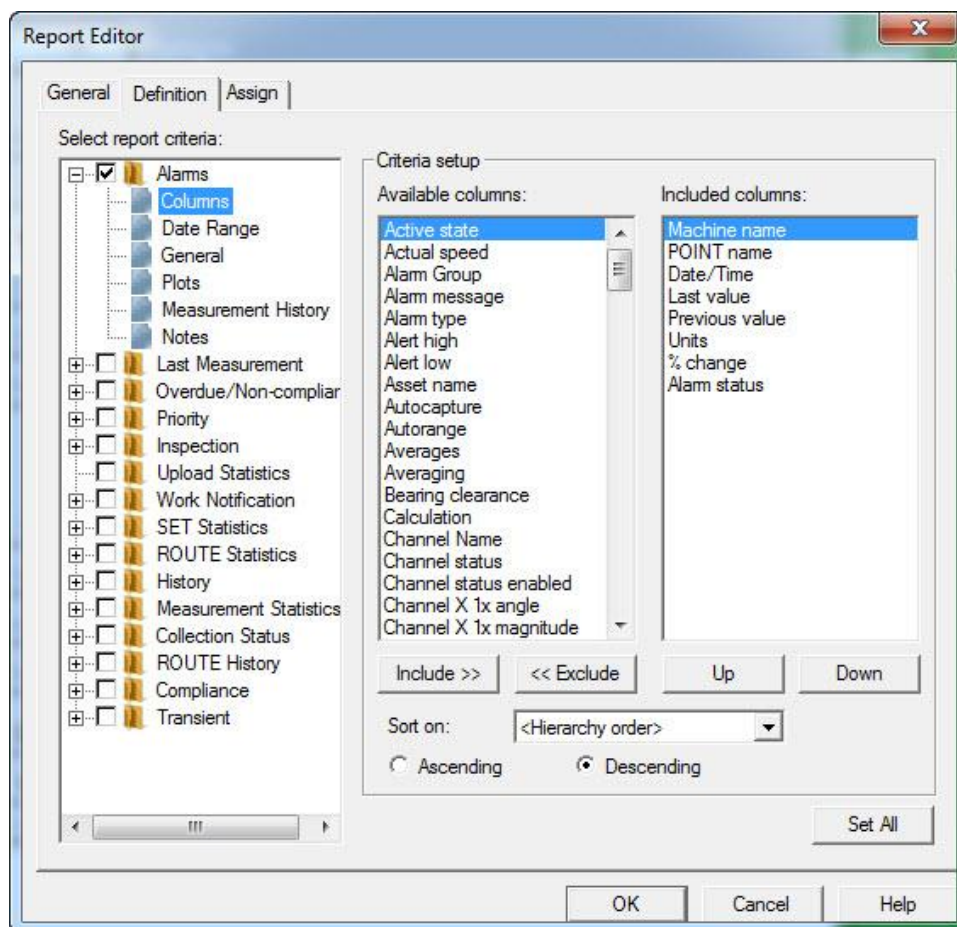 Report Editor
General Definition Assign
Select report criteria:
Alarms
Columns
Date Range
General
Plots
Measurement History
Notes
Last Measurement
Overdue/Non-complian
Priority
Inspection
Upload Statistics
Work Notification
SET Statistics
ROUTE Statistics
History
Measurement Statistics
Collection Status
ROUTE History
Compliance
Transient
Criteria setup
Available columns:
Active state
Actual speed
Alarm Group
Alarm message
Alarm type
Alert high
Alert low
Asset name
Autocapture
Autorange
Averages
Averaging
Bearing clearance
Calculation
Channel Name
Channel status
Channel status enabled
Channel X 1x angle
Channel X 1x magnitude
Included columns:
Machine name
POINT name
Date/Time
Last value
Previous value
Units
% change
Alarm status
Include >> << Exclude Up Down
Sort on: <Hierarchy order>
Ascending Descending
Set All
OK Cancel Help